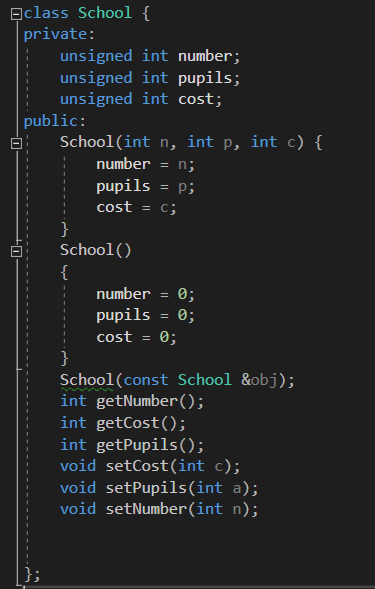 class School {
private:
unsigned int number;
unsigned int pupils;
unsigned int cost;
public:
School(int n, int p, int c) {
number = n;
pupils = p;
cost = c;
}
School()
{
number = 0;
pupils = 0;
cost = 0;
}
School(const School &obj);
int getNumber();
int getCost();
int getPupils();
void setCost(int c);
void setPupils(int a);
void setNumber(int n);
};